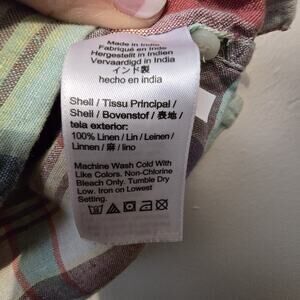 Made in India
Fabriqué en Inde
Hergestellt in Indien
Vervaardigd in India
インド製
hecho en india
Shell / Tissu Principal /
Shell / Bovenstof / 表地 /
tela exterior:
100% Linen / Lin / Leinen /
Linnen / 麻 / lino
Machine Wash Cold With
Like Colors. Non-Chlorine
Bleach Only. Tumble Dry
Low. Iron on Lowest
Setting.